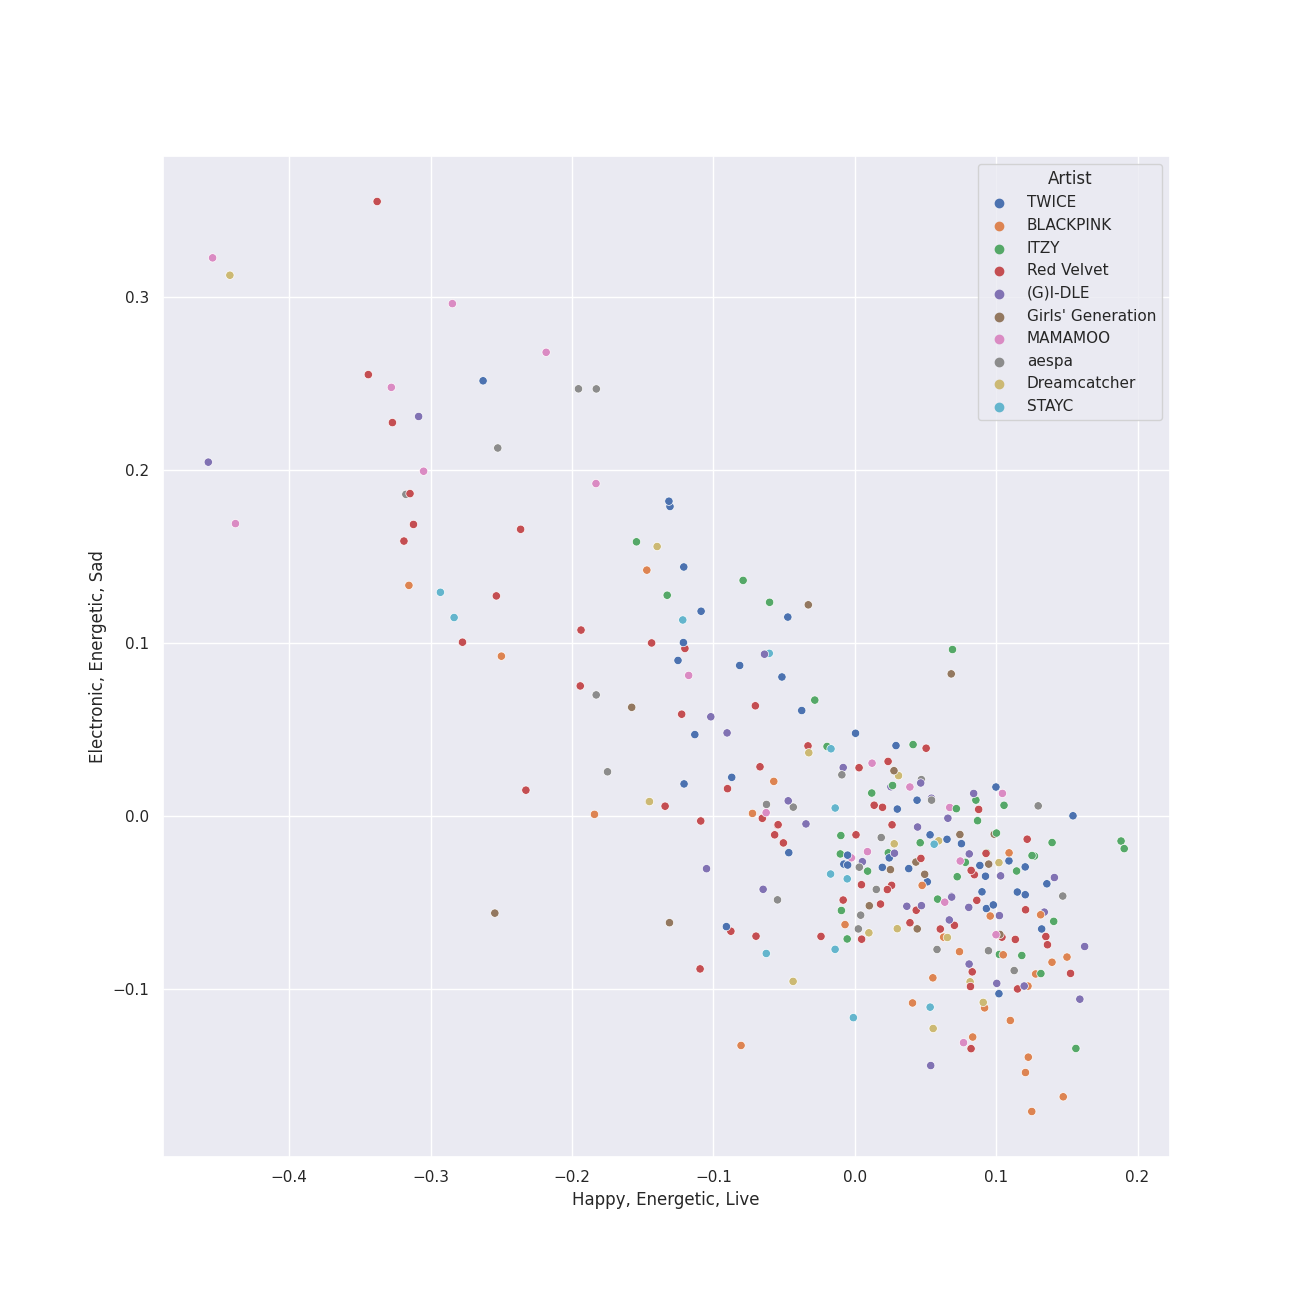 Artist
TWICE
BLACKPINK
ITZY
Red Velvet
(G)I-DLE
Girls' Generation
MAMAMOO
aespa
Dreamcatcher
STAYC
0.3
0.2
0.1
0.0
−0.1
Electronic, Energetic, Sad
−0.4 −0.3 −0.2 −0.1 0.0 0.1 0.2
Happy, Energetic, Live